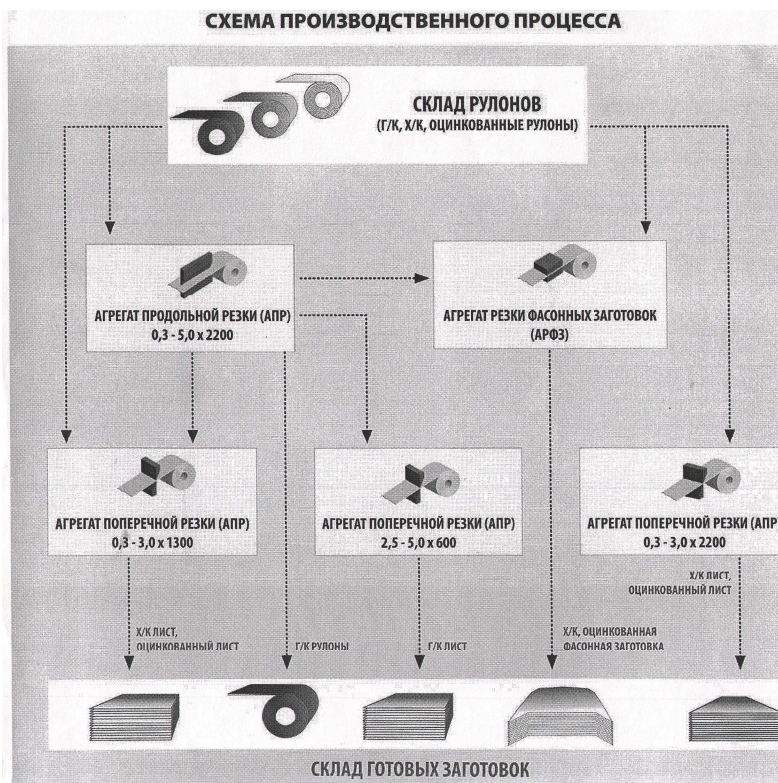 СХЕМА ПРОИЗВОДСТВЕННОГО ПРОЦЕССА
СКЛАД РУЛОНОВ
(Г/К, Х/К, ОЦИНКОВАННЫЕ РУЛОНЫ)
АГРЕГАТ ПРОДОЛЬНОЙ РЕЗКИ (АПР)
0,3 - 5,0 х 2200
АГРЕГАТ РЕЗКИ ФАСОННЫХ ЗАГОТОВОК
(АРФЗ)
АГРЕГАТ ПОПЕРЕЧНОЙ РЕЗКИ (АПР)
0,3 - 3,0 х 1300
АГРЕГАТ ПОПЕРЕЧНОЙ РЕЗКИ (АПР)
2,5 - 5,0 х 600
АГРЕГАТ ПОПЕРЕЧНОЙ РЕЗКИ (АПР
0,3 - 3,0 х 2200
Х/К ЛИСТ,
ОЦИНКОВАННЫЙ ЛИСТ
Г/К РУЛОНЫ
Г/К ЛИСТ
Х/К, ОЦИНКОВАННАЯ
ФАСОННАЯ ЗАГОТОВКА
Х/К ЛИСТ,
ОЦИНКОВАННЫЙ ЛИСТ
СКЛАД ГОТОВЫХ ЗАГОТОВОК